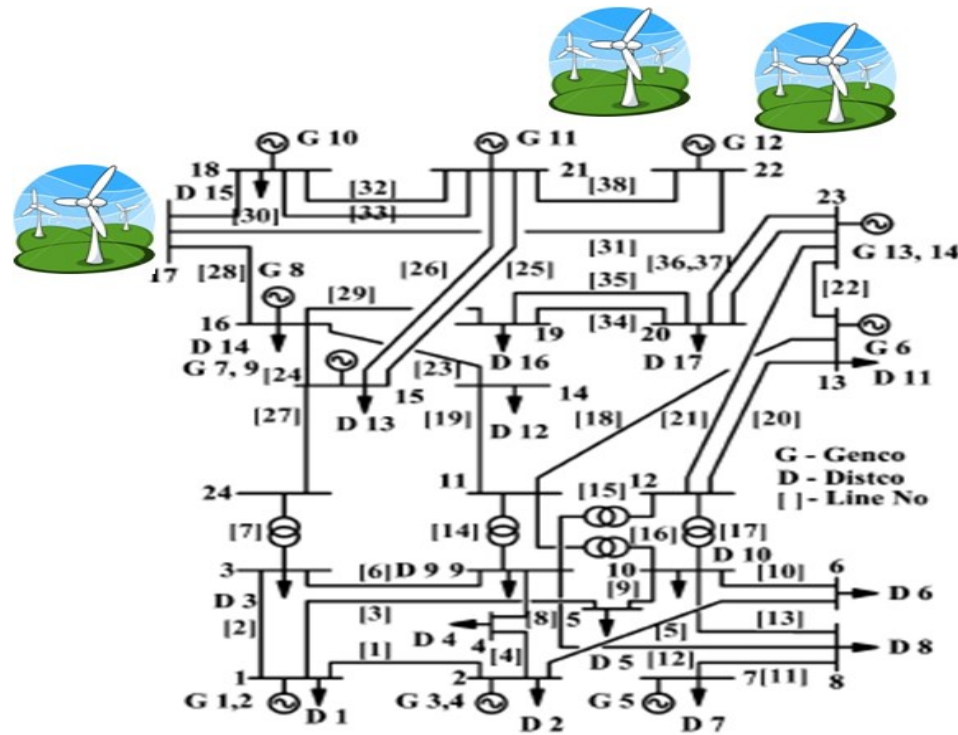 G 10
G 11
G 12
18
21
22
[32]
[38]
D 15
23
[30]
[33]
[31]
G 13, 14
17
[28]
G 8
[26]
[25]
[36,37]
[35]
[22]
[29]
16
19
[34]
20
G 6
D 14
D 16
D 17
13
G 7, 9
[24
[23]
D 11
15
14
[27]
D 13
[19]
D 12
[18]
[21]
[20]
G - Genco
D - Distco
[ ] - Line No
24
11
12
[15]
[7]
[14]
[16]
[17]
D 10
3
[6]
D 9
9
10
6
[10]
D 3
[9]
D 6
[3]
[2]
[8]
5
[13]
D 4
4
[5]
[1]
[4]
D 5
[12]
D 8
1
2
7
[11]
8
G 1,2
D 1
G 3,4
D 2
G 5
D 7